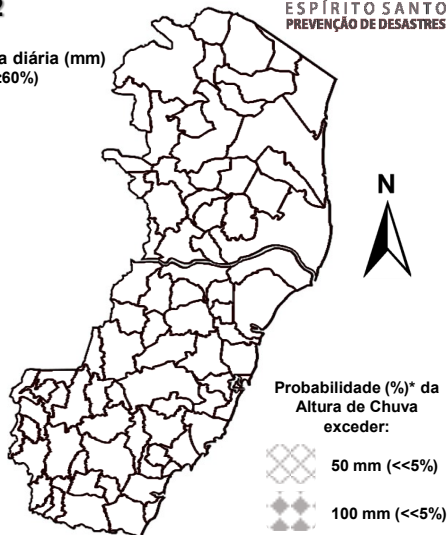 ESPÍRITO SANTO
PREVENÇÃO DE DESASTRES
a diária (mm)
60%)
N
Probabilidade (%)* da
Altura de Chuva
exceder:
50 mm (<<5%)
100 mm (<<5%)